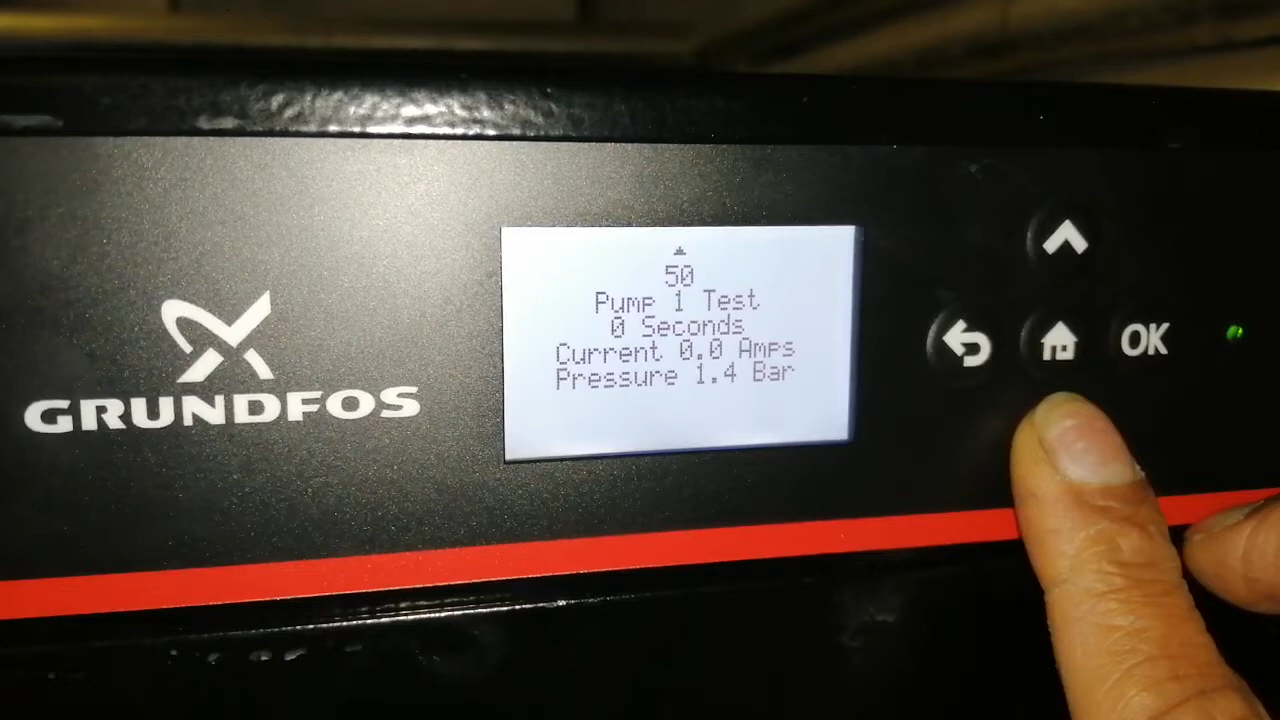 50
Pump 1 Test
0 Seconds
Current 0.0 Amps
Pressure 1.4 Bar
GRUNDFOS
OK